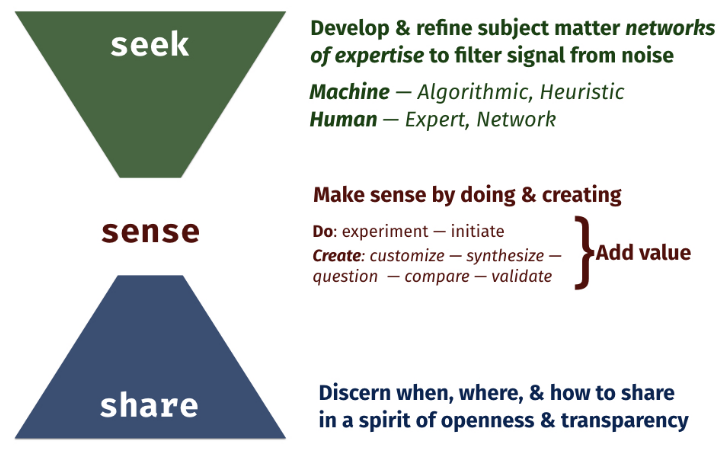 seek
Develop & refine subject matter networks
of expertise to filter signal from noise
Machine — Algorithmic, Heuristic
Human — Expert, Network
sense
Make sense by doing & creating
Do: experiment — initiate
Create: customize — synthesize —
question — compare — validate
} Add value
share
Discern when, where, & how to share
in a spirit of openness & transparency